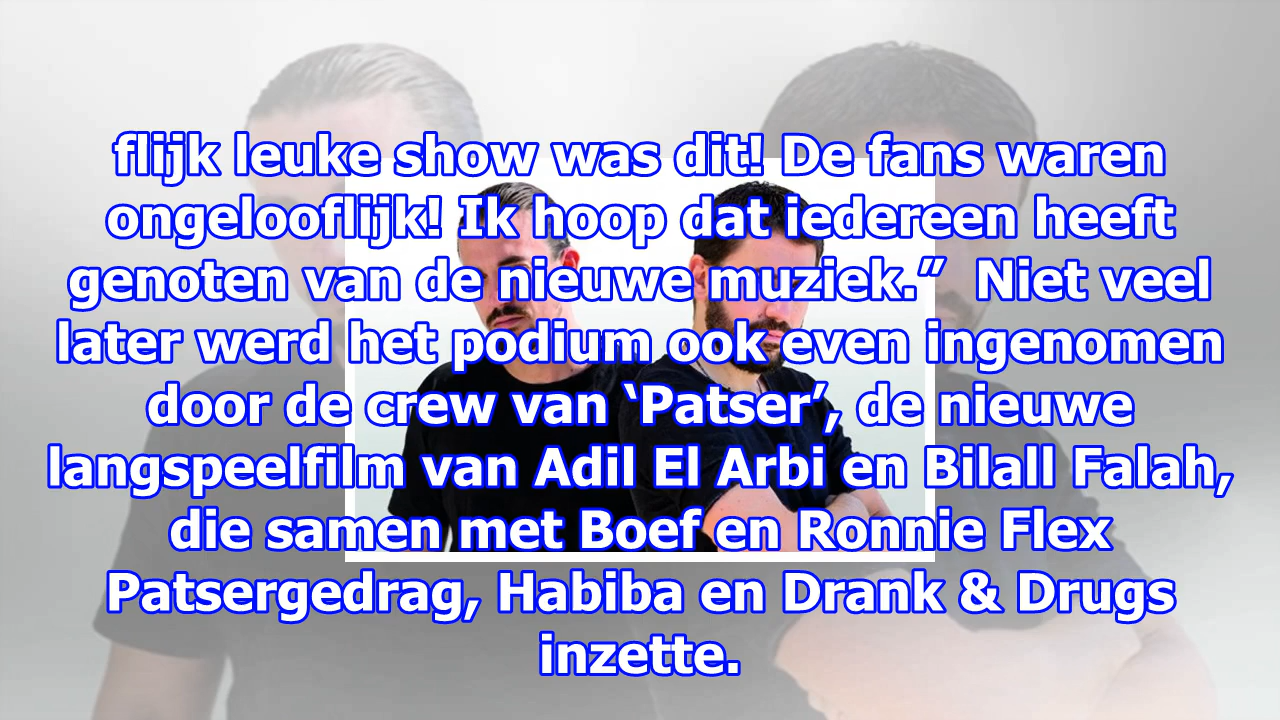 flijk leuke show was dit! De fans waren
ongelooflijk! Ik hoop dat iedereen heeft
genoten van de nieuwe muziek.”  Niet veel
later werd het podium ook even ingenomen
door de crew van ‘Patser’, de nieuwe
langspeelfilm van Adil El Arbi en Bilall Falah,
die samen met Boef en Ronnie Flex
Patsergedrag, Habiba en Drank & Drugs
inzette.